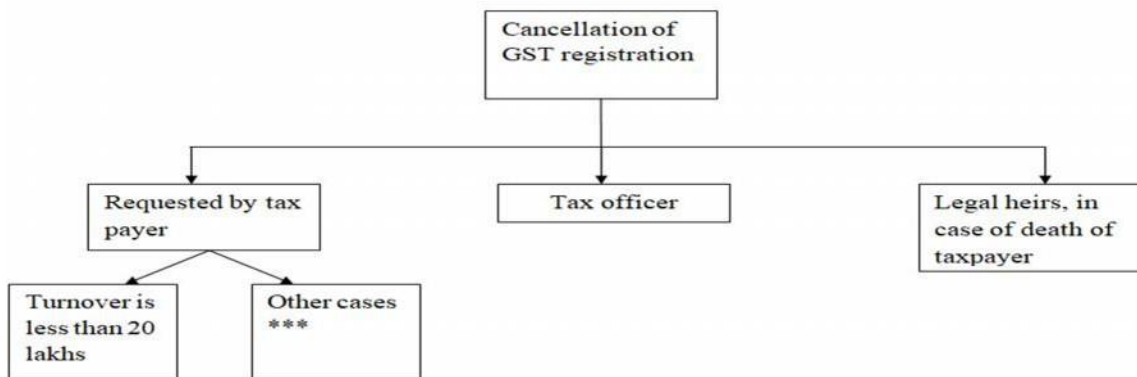 Cancellation of
GST registration
Requested by tax
payer
Tax officer
Legal heirs, in
case of death of
taxpayer
Turnover is
less than 20
lakhs
Other cases
***